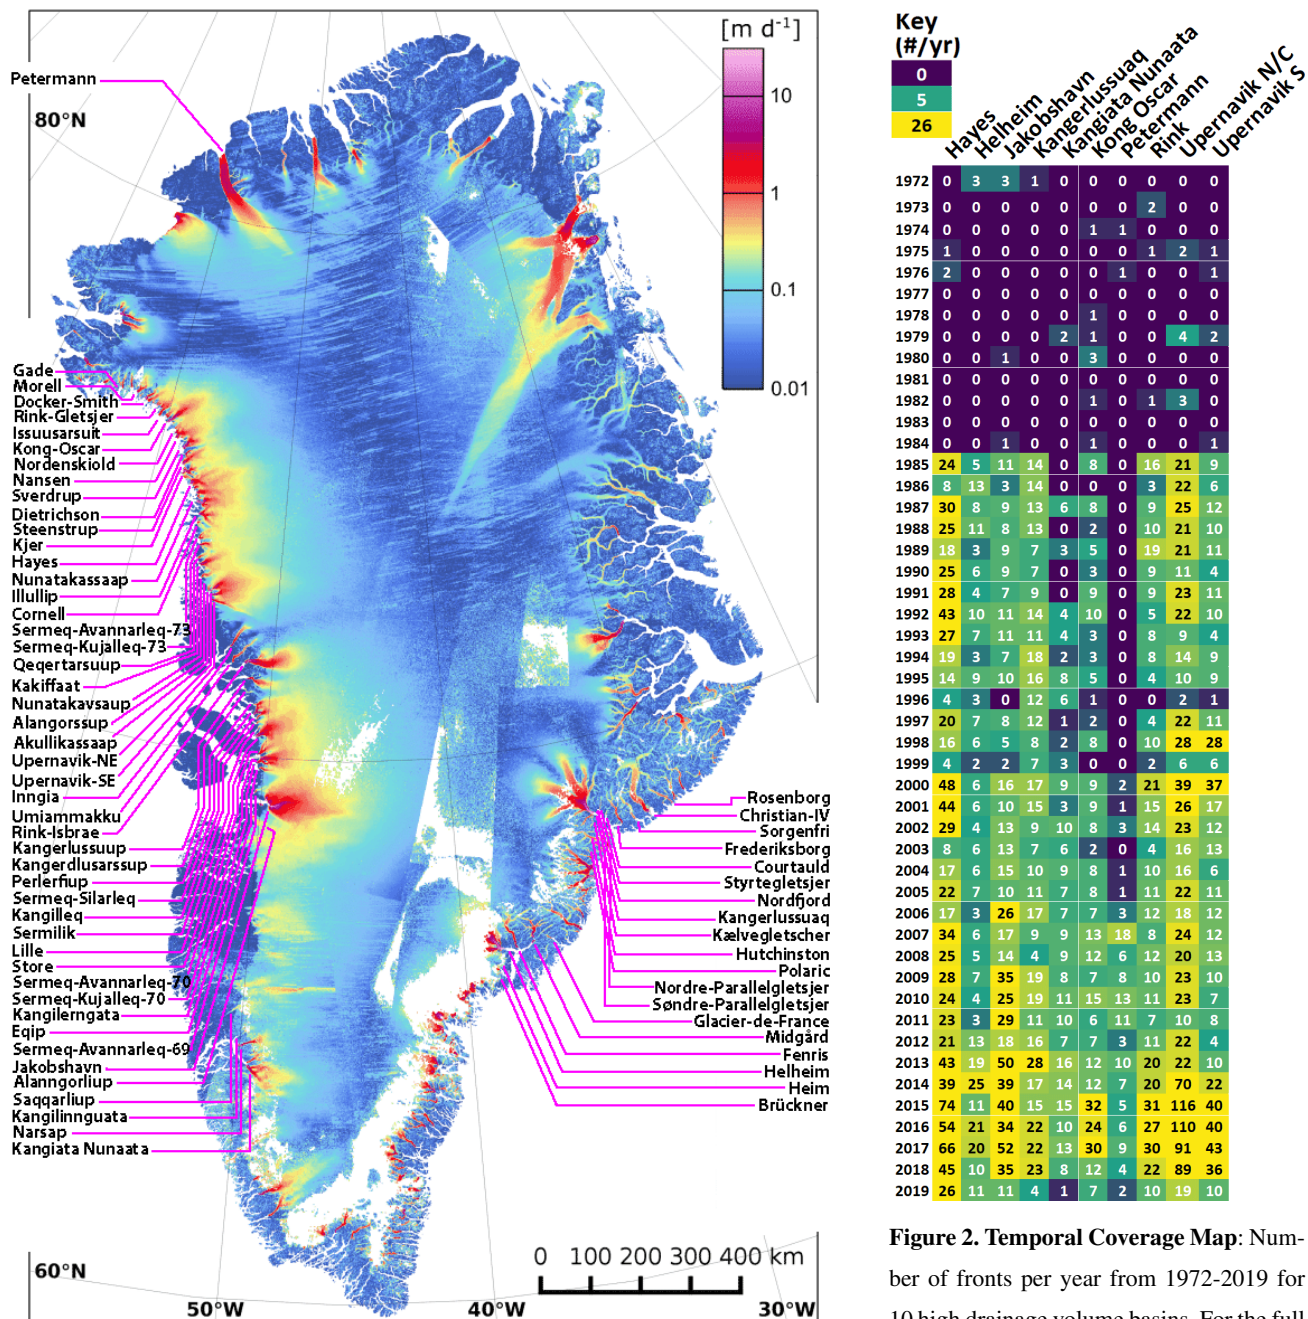 [m d⁻¹]
10
1
0.1
0.01
Petermann
80°N
Gade
Morell
Docker-Smith
Rink-Gletsjer
Issuusarsuit
Kong-Oscar
Nordenskiold
Nansen
Sverdrup
Dietrichson
Steenstrup
Kjer
Hayes
Nunatakassaap
Illullip
Cornell
Sermeq-Avannarleq-73
Sermeq-Kujalleq-73
Qeqertarsuup
Kakiffaat
Nunatakavsaup
Alangorssup
Akullikassaap
Upernavik-NE
Upernavik-SE
Inngia
Umiammakku
Rink-Isbrae
Kangerlussuup
Kangerdlusarssup
Perlerfiup
Sermeq-Silarleq
Kangilleq
Sermilik
Lille
Store
Sermeq-Avannarleq-70
Sermeq-Kujalleq-70
Kangilerngata
Eqip
Sermeq-Avannarleq-69
Jakobshavn
Alanngorliup
Saqqarliup
Kangilinnguata
Narsap
Kangiata Nunaata
Rosenborg
Christian-IV
Sorgenfri
Frederiksborg
Courtauld
Styrtegletsjer
Nordfjord
Kangerlussuaq
Kælvegletscher
Hutchinston
Polaric
Nordre-Parallelgletsjer
Søndre-Parallelgletsjer
Glacier-de-France
Midgård
Fenris
Helheim
Heim
Brückner
0 100 200 300 400 km
60°N
50°W 40°W 30°W
Key
(#/yr)
0
5
26
Hayes
Helheim
Jakobshavn
Kangerlussuaq
Kangiata Nunaata
Kong Oscar
Petermann
Rink
Upernavik N/C
Upernavik S
1972 0 3 3 1 0 0 0 0 0 0
1973 0 0 0 0 0 0 0 2 0 0
1974 0 0 0 0 0 1 1 0 0 0
1975 1 0 0 0 0 0 0 1 2 1
1976 2 0 0 0 0 0 1 0 0 1
1977 0 0 0 0 0 0 0 0 0 0
1978 0 0 0 0 0 1 0 0 0 0
1979 0 0 0 0 2 1 0 0 4 2
1980 0 0 1 0 0 3 0 0 0 0
1981 0 0 0 0 0 0 0 0 0 0
1982 0 0 0 0 0 1 0 1 3 0
1983 0 0 0 0 0 0 0 0 0 0
1984 0 0 1 0 0 1 0 0 0 1
1985 24 5 11 14 0 8 0 16 21 9
1986 8 13 3 14 0 0 0 3 22 6
1987 30 8 9 13 6 8 0 9 25 12
1988 25 11 8 13 0 2 0 10 21 10
1989 18 3 9 7 3 5 0 19 21 11
1990 25 6 9 7 0 3 0 9 11 4
1991 28 4 7 9 0 9 0 9 23 11
1992 43 10 11 14 4 10 0 5 22 10
1993 27 7 11 11 4 3 0 8 9 4
1994 19 3 7 18 2 3 0 8 14 9
1995 14 9 10 16 8 5 0 4 10 9
1996 4 3 0 12 6 1 0 0 2 1
1997 20 7 8 12 1 2 0 4 22 11
1998 16 6 5 8 2 8 0 10 28 28
1999 4 2 2 7 3 0 0 2 6 6
2000 48 6 16 17 9 9 2 21 39 37
2001 44 6 10 15 3 9 1 15 26 17
2002 29 4 13 9 10 8 3 14 23 12
2003 8 6 13 7 6 2 0 4 16 13
2004 17 6 15 10 9 8 1 10 16 6
2005 22 7 10 11 7 8 1 11 22 11
2006 17 3 26 17 7 7 3 12 18 12
2007 34 6 17 9 9 13 18 8 24 12
2008 25 5 14 4 9 12 6 12 20 13
2009 28 7 35 19 8 7 8 10 23 10
2010 24 4 25 19 11 15 13 11 23 7
2011 23 3 29 11 10 6 11 7 10 8
2012 21 13 18 16 7 7 3 11 22 4
2013 43 19 50 28 16 12 10 20 22 10
2014 39 25 39 17 14 12 7 20 70 22
2015 74 11 40 15 15 32 5 31 116 40
2016 54 21 34 22 10 24 6 27 110 40
2017 66 20 52 22 13 30 9 30 91 43
2018 45 10 35 23 8 12 4 22 89 36
2019 26 11 11 4 1 7 2 10 19 10
Figure 2. Temporal Coverage Map: Num-
ber of fronts per year from 1972-2019 for
10 high drainage volume basins. For the full